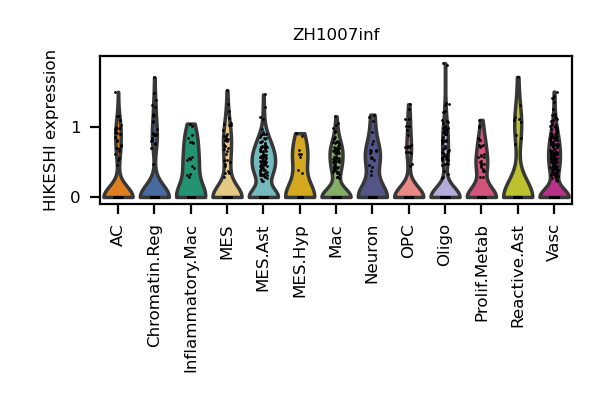 ZH1007inf
HIKESHI expression
1
0
AC
Chromatin.Reg
Inflammatory.Mac
MES
MES.Ast
MES.Hyp
Mac
Neuron
OPC
Oligo
Prolif.Metab
Reactive.Ast
Vasc